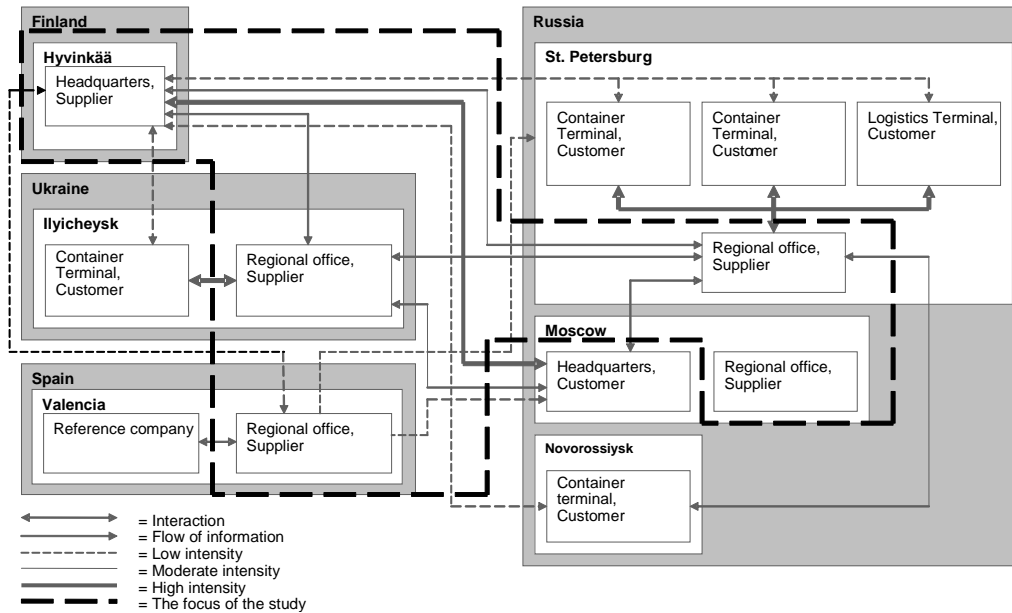 Finland
Hyvinkää
Headquarters,
Supplier
Russia
St. Petersburg
Container
Terminal,
Customer
Container
Terminal,
Customer
Logistics Terminal,
Customer
Regional office,
Supplier
Ukraine
Ilyicheysk
Container
Terminal,
Customer
Regional office,
Supplier
Moscow
Headquarters,
Customer
Regional office,
Supplier
Spain
Valencia
Reference company
Regional office,
Supplier
Novorossiysk
Container
terminal,
Customer
= Interaction
= Flow of information
= Low intensity
= Moderate intensity
= High intensity
= The focus of the study